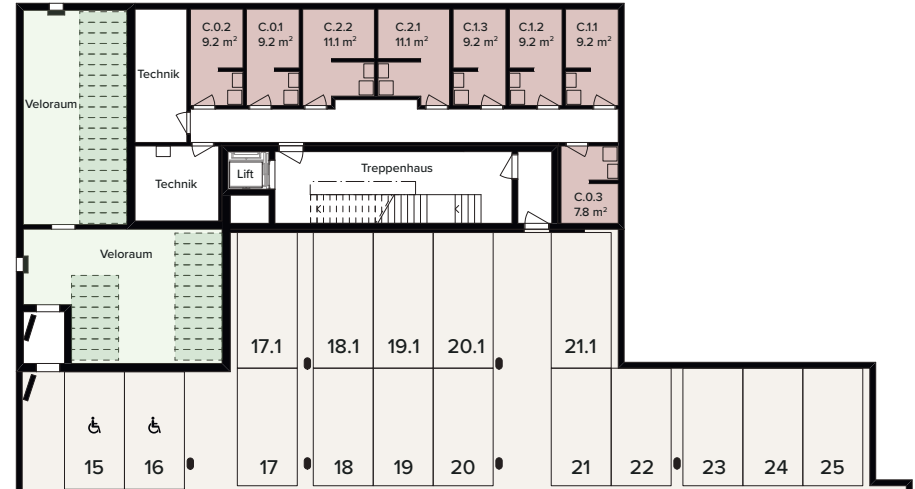 C.0.2
9.2 m²
C.0.1
9.2 m²
C.2.2
11.1 m²
C.2.1
11.1 m²
C.1.3
9.2 m²
C.1.2
9.2 m²
C.1.1
9.2 m²
Technik
Veloraum
Technik
Lift
Treppenhaus
C.0.3
7.8 m²
Veloraum
17.1
18.1
19.1
20.1
21.1
15
16
17
18
19
20
21
22
23
24
25